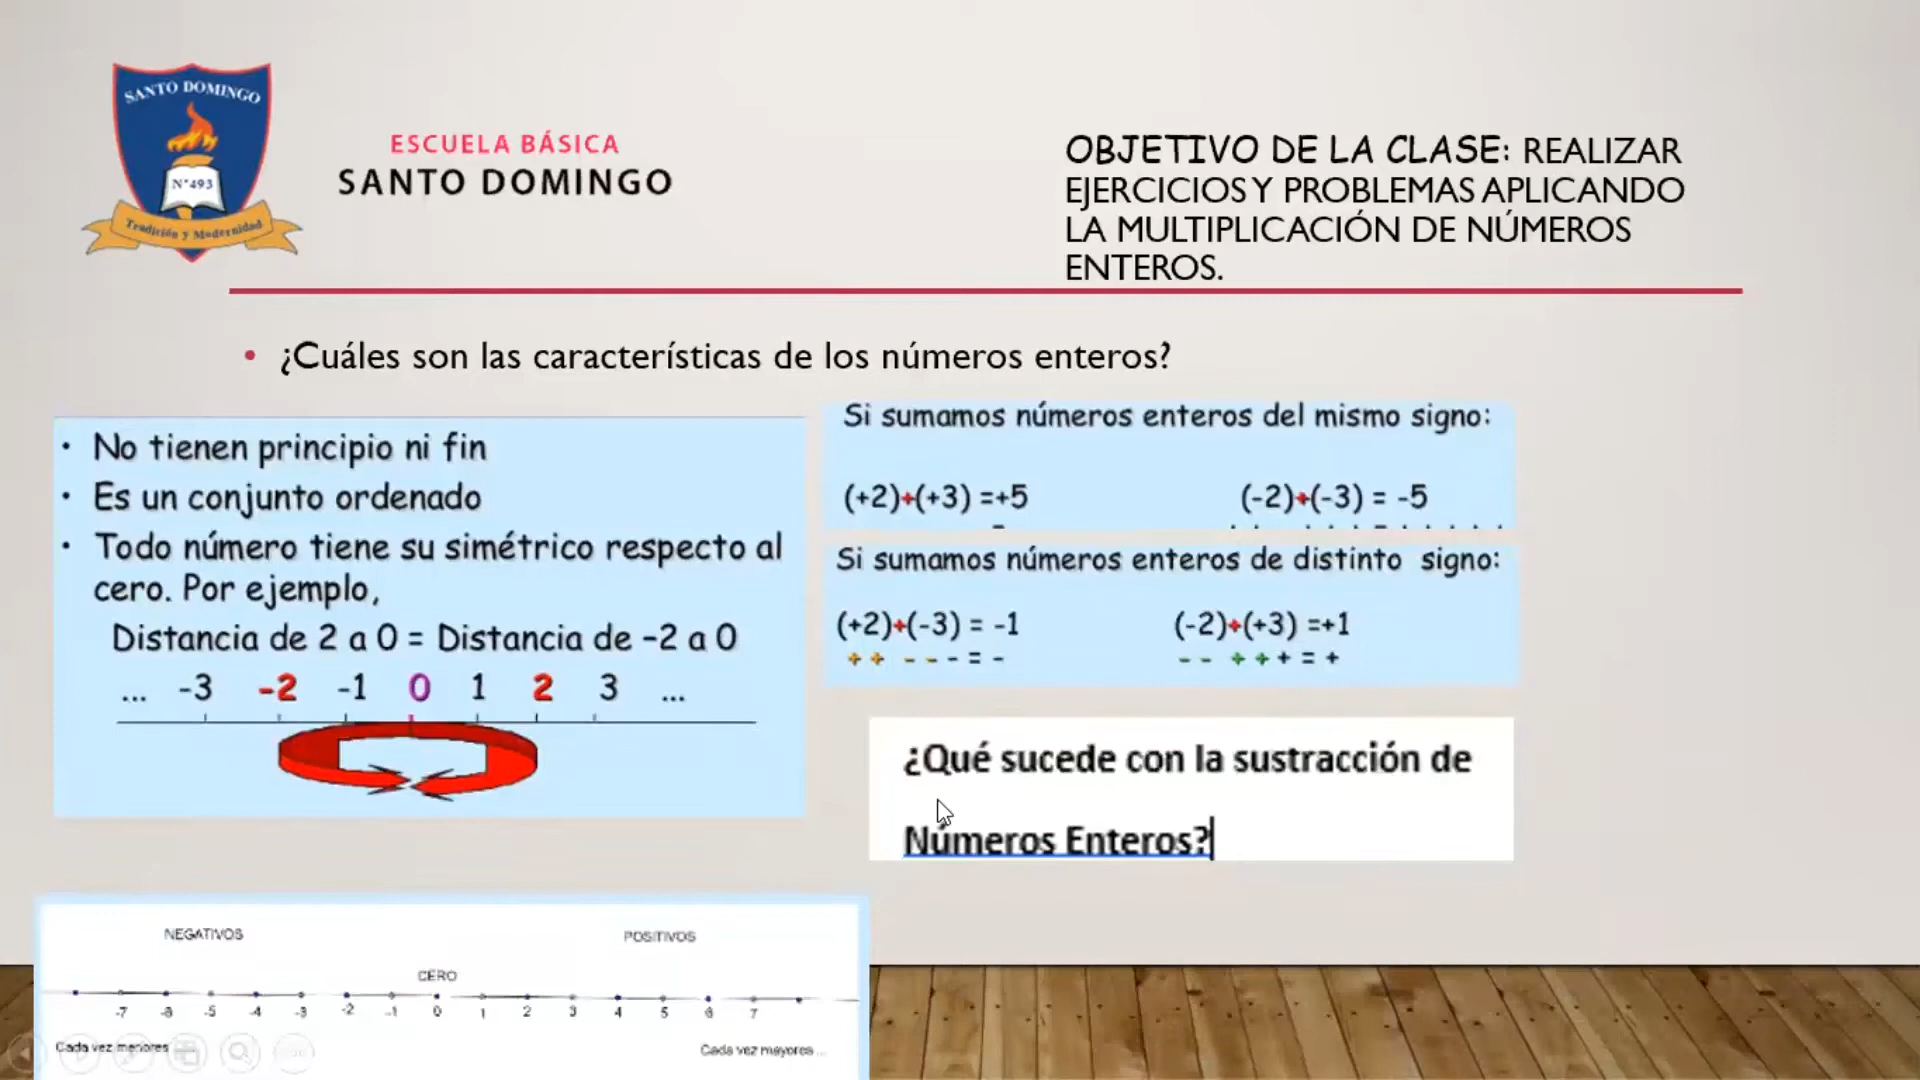 SANTO DOMINGO
N°493
Tradición y Modernidad
ESCUELA BÁSICA
SANTO DOMINGO
OBJETIVO DE LA CLASE: REALIZAR
EJERCICIOS Y PROBLEMAS APLICANDO
LA MULTIPLICACIÓN DE NÚMEROS
ENTEROS.
• ¿Cuáles son las características de los números enteros?
• No tienen principio ni fin
• Es un conjunto ordenado
• Todo número tiene su simétrico respecto al
cero. Por ejemplo,
Distancia de 2 a 0 = Distancia de -2 a 0
... -3 -2 -1 0 1 2 3 ...
Si sumamos números enteros del mismo signo:
(+2)+(+3) =+5 (-2)+(-3) = -5
Si sumamos números enteros de distinto signo:
(+2)+(-3) = -1 (-2)+(+3) =+1
+ + - - - = - - - + + + = +
¿Qué sucede con la sustracción de
Números Enteros?
NEGATIVOS POSITIVOS
CERO
-7 -6 -5 -4 -3 -2 -1 0 1 2 3 4 5 6 7
Cada vez menores Cada vez mayores ...